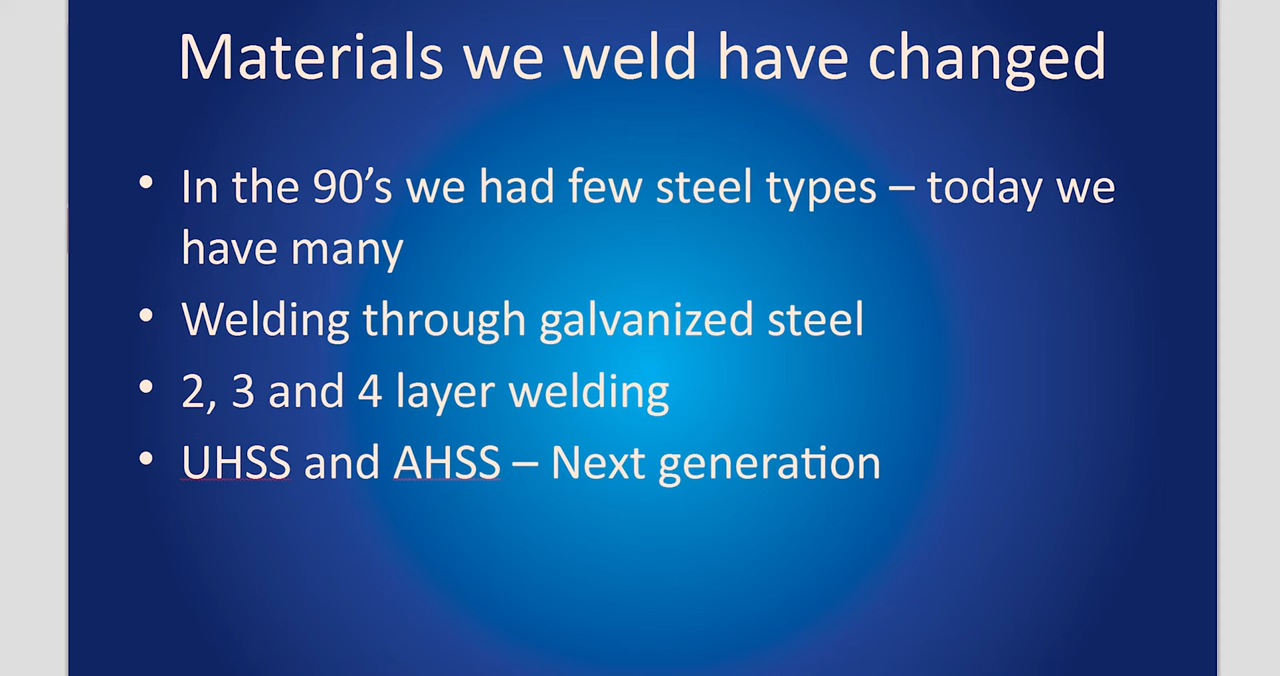 Materials we weld have changed
• In the 90’s we had few steel types – today we
have many
• Welding through galvanized steel
• 2, 3 and 4 layer welding
• UHSS and AHSS – Next generation